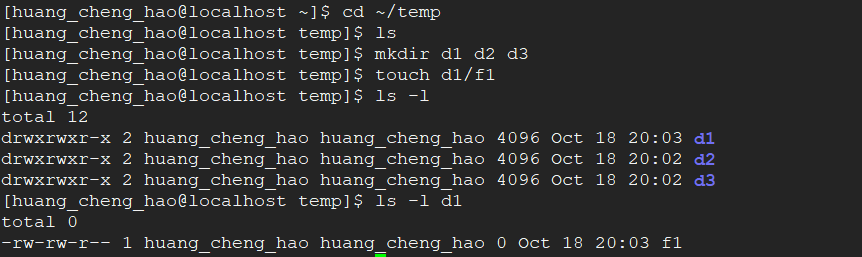 [huang_cheng_hao@localhost ~]$ cd ~/temp
[huang_cheng_hao@localhost temp]$ ls
[huang_cheng_hao@localhost temp]$ mkdir d1 d2 d3
[huang_cheng_hao@localhost temp]$ touch d1/f1
[huang_cheng_hao@localhost temp]$ ls -l
total 12
drwxrwxr-x 2 huang_cheng_hao huang_cheng_hao 4096 Oct 18 20:03 d1
drwxrwxr-x 2 huang_cheng_hao huang_cheng_hao 4096 Oct 18 20:02 d2
drwxrwxr-x 2 huang_cheng_hao huang_cheng_hao 4096 Oct 18 20:02 d3
[huang_cheng_hao@localhost temp]$ ls -l d1
total 0
-rw-rw-r-- 1 huang_cheng_hao huang_cheng_hao 0 Oct 18 20:03 f1